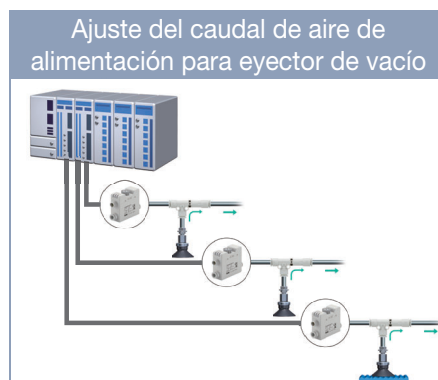 Ajuste del caudal de aire de
alimentación para eyector de vacío